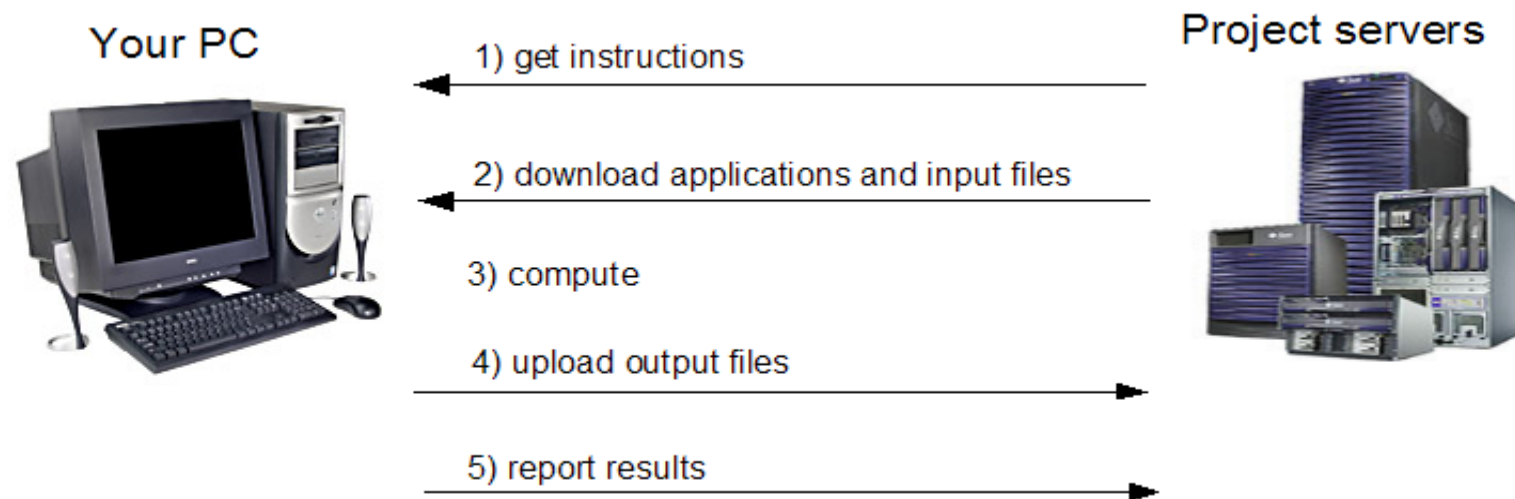 Your PC
Project servers
1) get instructions
2) download applications and input files
3) compute
4) upload output files
5) report results